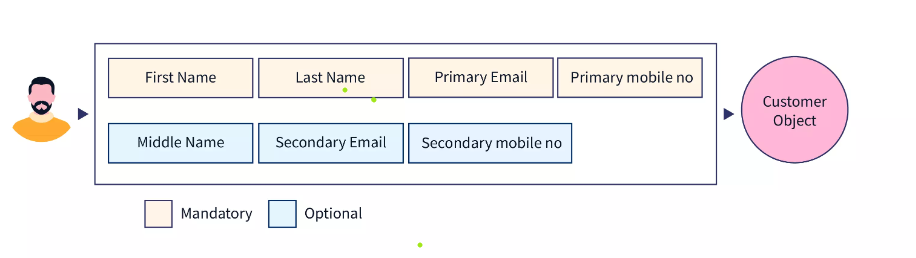 First Name
Last Name
Primary Email
Primary mobile no
Middle Name
Secondary Email
Secondary mobile no
Customer
Object
Mandatory
Optional